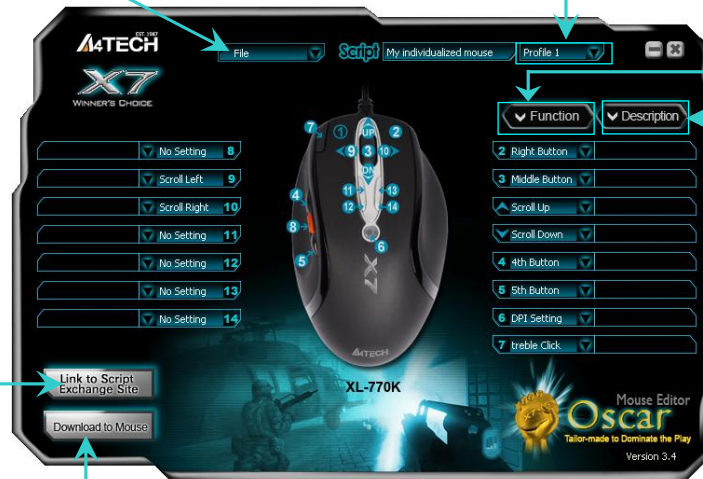 A4TECH
EST. 1987
File
Script
My individualized mouse
Profile 1
X7
WINNER'S CHOICE
Function
Description
7
1
UP
2
9
3
10
DN
11
13
12
14
4
8
5
6
X7
A4TECH
No Setting 8
Scroll Left 9
Scroll Right 10
No Setting 11
No Setting 12
No Setting 13
No Setting 14
2 Right Button
3 Middle Button
Scroll Up
Scroll Down
4 4th Button
5 5th Button
6 DPI Setting
7 treble Click
Link to Script
Exchange Site
Download to Mouse
XL-770K
Mouse Editor
Oscar
Tailor-made to Dominate the Play
Version 3.4